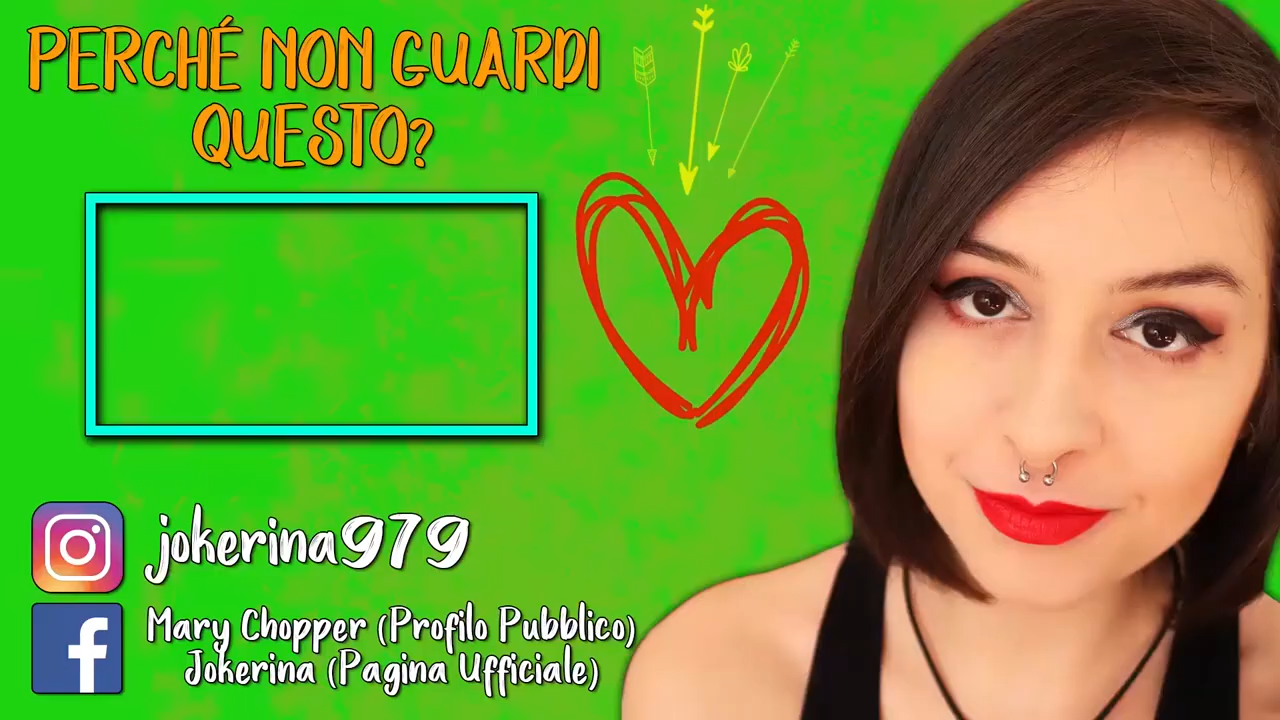 PERCHÉ NON GUARDI
QUESTO?
jokerina979
Mary Chopper (Profilo Pubblico)
Jokerina (Pagina Ufficiale)